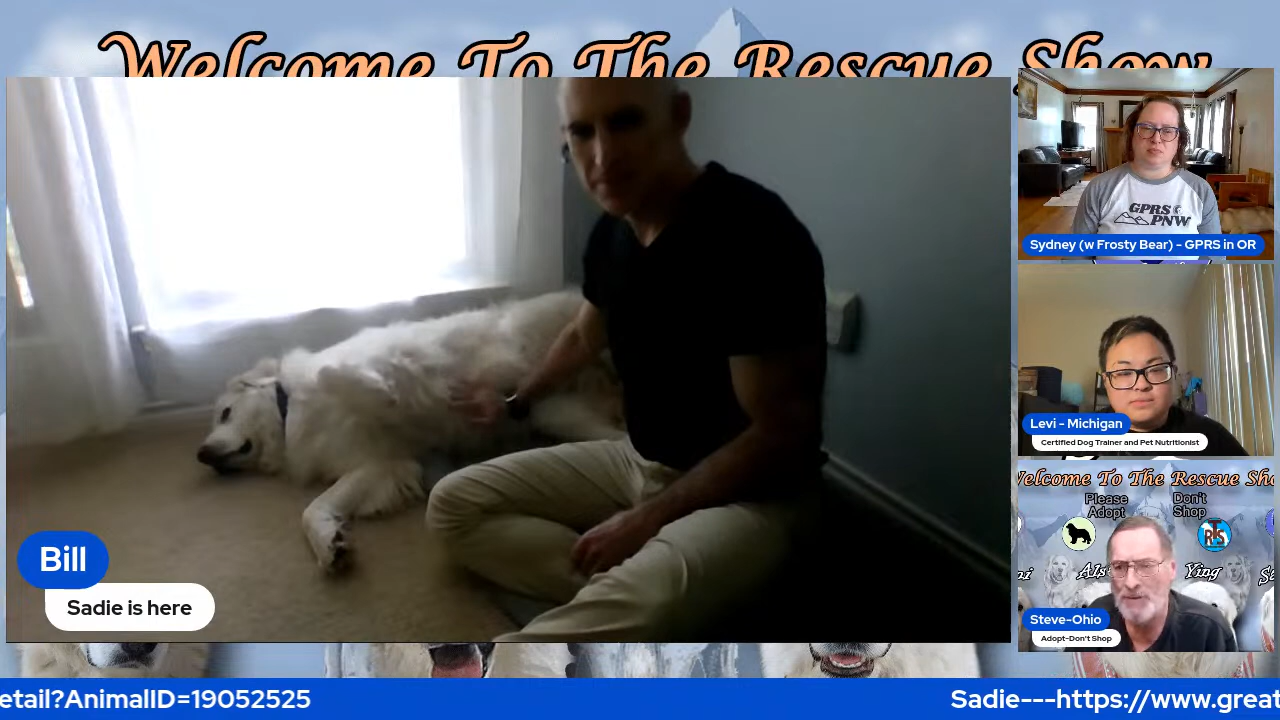 Welcome To The Rescue Show
GPRS
PNW
Sydney (w Frosty Bear) - GPRS in OR
Levi - Michigan
Certified Dog Trainer and Pet Nutritionist
Welcome To The Rescue Sho
Please
Adopt
Don't
Shop
TRS
Ying
Steve-Ohio
Adopt-Don't Shop
Bill
Sadie is here
etail?AnimalID=19052525
Sadie---https://www.great